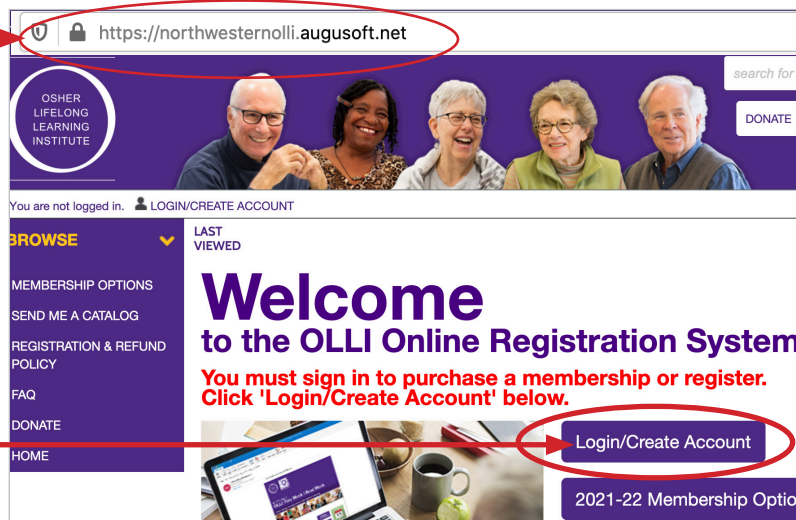 https://northwesternolli.augusoft.net
OSHER
LIFELONG
LEARNING
INSTITUTE
search for
DONATE
You are not logged in. LOGIN/CREATE ACCOUNT
BROWSE
MEMBERSHIP OPTIONS
SEND ME A CATALOG
REGISTRATION & REFUND
POLICY
FAQ
DONATE
HOME
LAST
VIEWED
Welcome
to the OLLI Online Registration System
You must sign in to purchase a membership or register.
Click 'Login/Create Account' below.
Login/Create Account
2021-22 Membership Optio